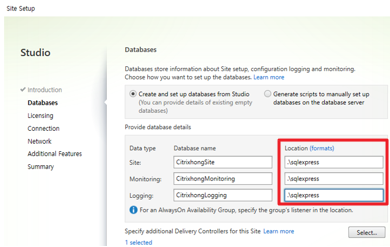 Site Setup
Studio
✓ Introduction
Databases
Licensing
Connection
Network
Additional Features
Summary
Databases
Databases store information about Site setup, configuration logging and monitoring.
Choose how you want to set up the databases. Learn more
Create and set up databases from Studio
(You can provide details of existing empty
databases)
Generate scripts to manually set up
databases on the database server
Provide database details
Data type Database name Location (formats)
Site: CitrixhongSite .\sqlexpress
Monitoring: CitrixhongMonitoring .\sqlexpress
Logging: CitrixhongLogging .\sqlexpress
For an AlwaysOn Availability Group, specify the group's listener in the location.
Specify additional Delivery Controllers for this Site Learn more
1 selected
Select...